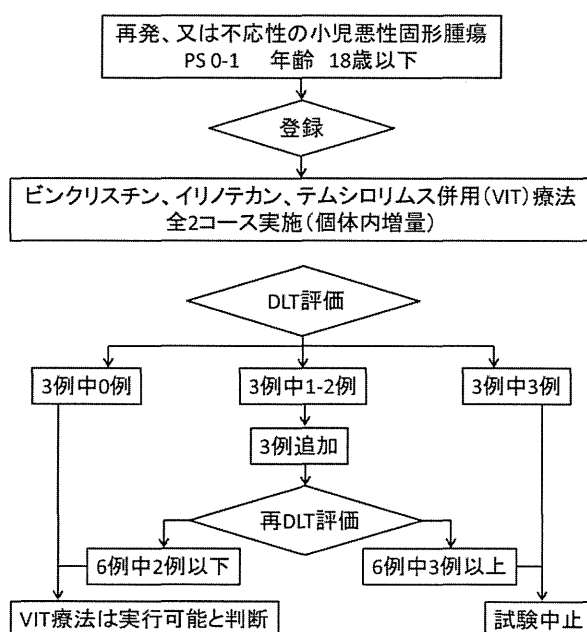 再発、又は不応性の小児悪性固形腫瘍
PS 0-1 年齢 18歳以下
登録
ビンクリスチン、イリノテカン、テムシロリムス併用(VIT)療法
全2コース実施(個体内増量)
DLT評価
3例中0例
3例中1-2例
3例中3例
3例追加
再DLT評価
6例中2例以下
6例中3例以上
VIT療法は実行可能と判断
試験中止